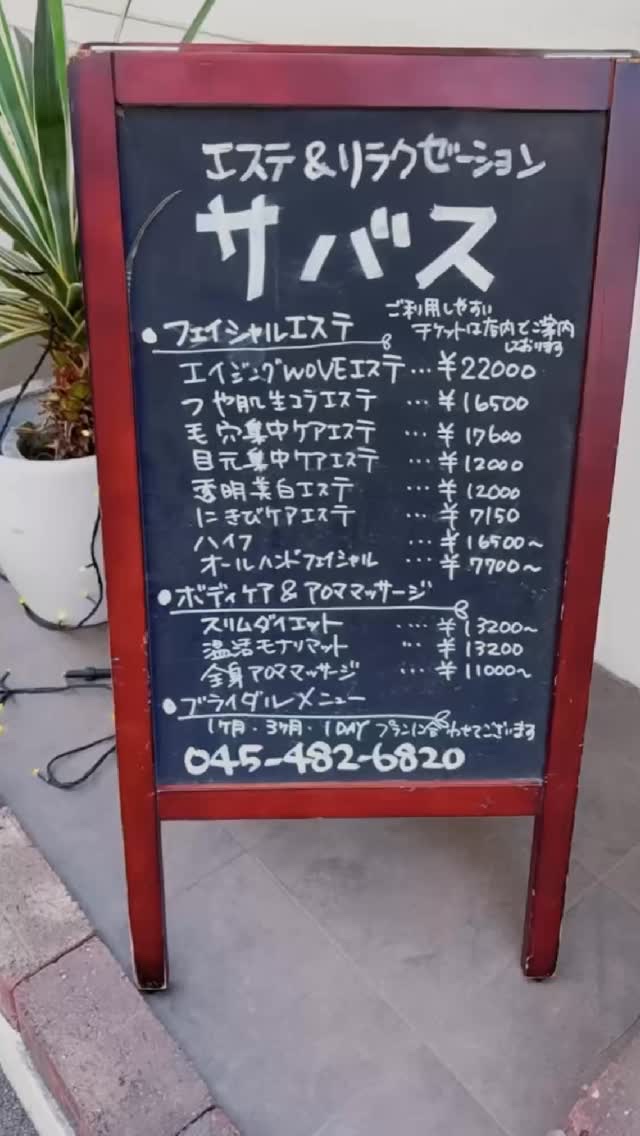 エステ&リラクゼーション
サバス
ご利用しやすい
チケットは店内でご案内
しております
●フェイシャルエステ
エイジングWOVEエステ…¥22000
つや肌生コラエステ…¥16500
毛穴集中ケアエステ…¥17600
目元集中ケアエステ…¥12000
透明美白エステ…¥12000
にきびケアエステ…¥7150
ハイフ…¥16500~
オールハンドフェイシャル…¥7700~
●ボディケア&アロママッサージ
スリムダイエット…¥13200~
温活モナリマット…¥13200
全身アロママッサージ…¥11000~
●ブライダルメニュー
1ヶ月・3ヶ月・1DAYプランに合わせてございます
045-482-6820